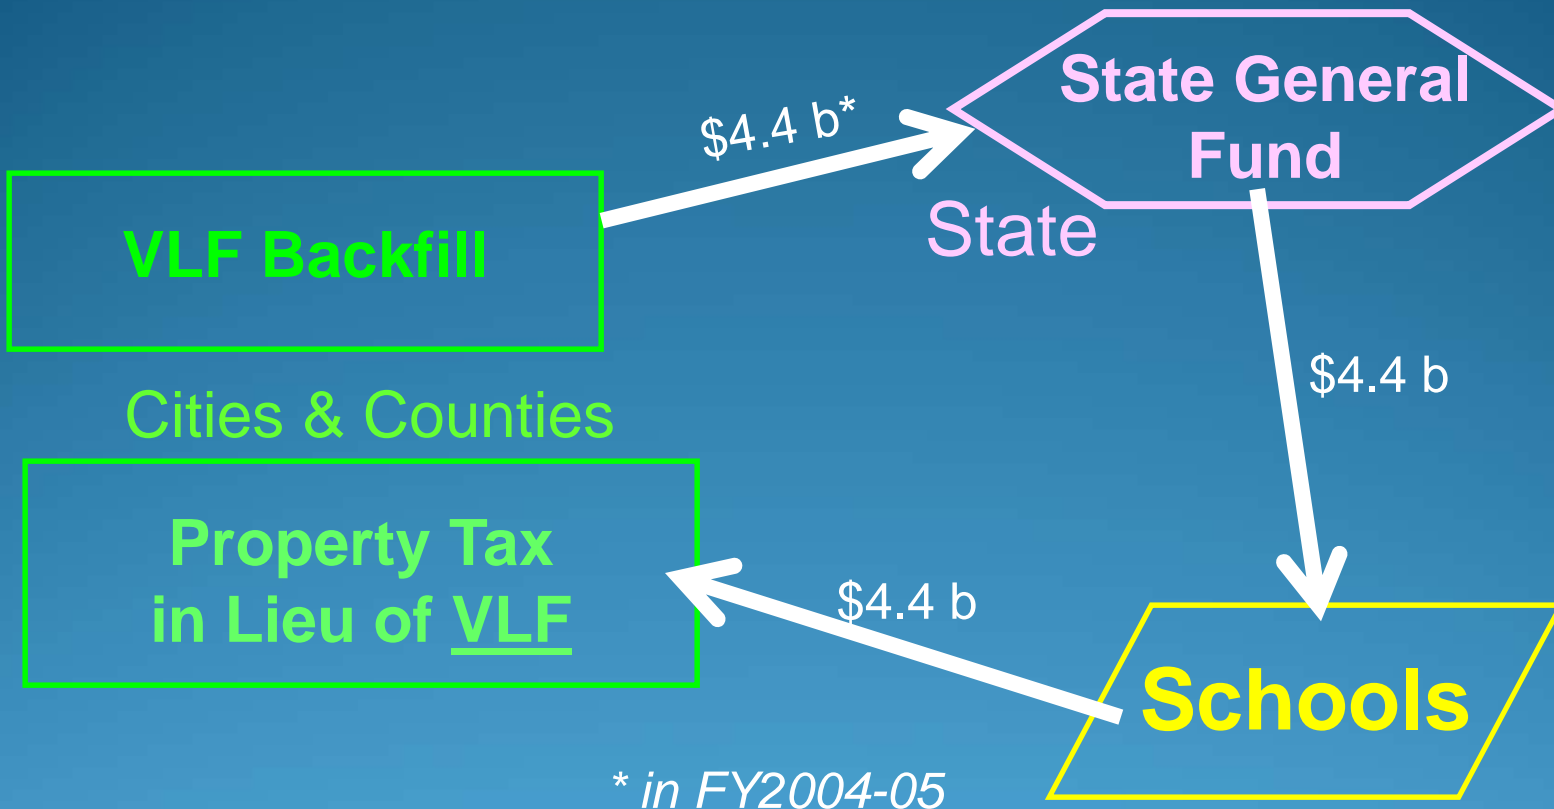 State General
Fund
$4.4 b*
State
VLF Backfill
$4.4 b
Cities & Counties
Property Tax
in Lieu of VLF
$4.4 b
Schools
* in FY2004-05